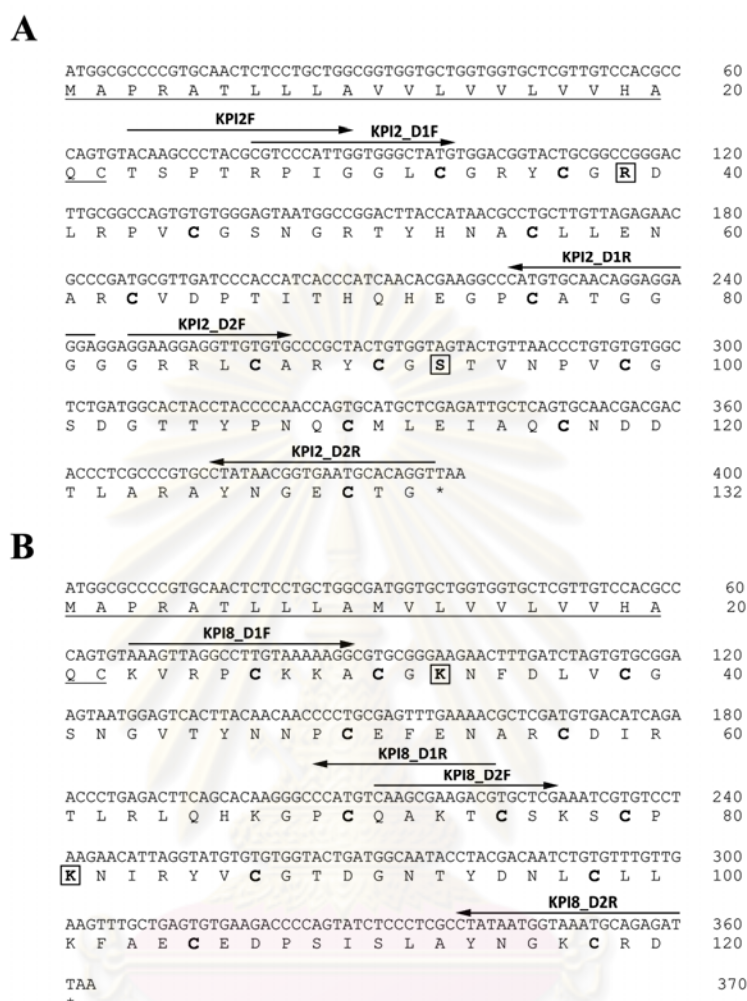 A
ATGGCGCCCCGTGCAACTCTCCTGCTGGCGGTGGTGCTGGTGGTGCTCGTTGTCCACGCC 60
M A P R A T L L L A V V L V V L V V H A 20
KPI2F KPI2_D1F
CAGTGTACAAGCCCTACGCGTCCCATTGGTGGGCTATGTGGACGGTACTGCGGCCGGGAC 120
Q C T S P T R P I G G L C G R Y C G R D 40
TTGCGGCCAGTGTGTGGGAGTAATGGCCGGACTTACCATAACGCCTGCTTGTTAGAGAAC 180
L R P V C G S N G R T Y H N A C L L E N 60
KPI2_D1R
GCCCGATGCGTTGATCCCACCATCACCCATCAACACGAAGGCCCATGTGCAACAGGAGGA 240
A R C V D P T I T H Q H E G P C A T G G 80
KPI2_D2F
GGAGGAGGAAGGAGGTTGTGTGCCCGCTACTGTGGTAGTACTGTTAACCCTGTGTGTGGC 300
G G G R R L C A R Y C G S T V N P V C G 100
TCTGATGGCACTACCTACCCCAACCAGTGCATGCTCGAGATTGCTCAGTGCAACGACGAC 360
S D G T T Y P N Q C M L E I A Q C N D D 120
KPI2_D2R
ACCCTCGCCCGTGCCTATAACGGTGAATGCACAGGTTAA 400
T L A R A Y N G E C T G * 132
B
ATGGCGCCCCGTGCAACTCTCCTGCTGGCGATGGTGCTGGTGGTGCTCGTTGTCCACGCC 60
M A P R A T L L L A M V L V V L V V H A 20
KPI8_D1F
CAGTGTAAAGTTAGGCCTTGTAAAAAGGCGTGCGGGAAGAACTTTGATCTAGTGTGCGGA 120
Q C K V R P C K K A C G K N F D L V C G 40
AGTAATGGAGTCACTTACAACAACCCCTGCGAGTTTGAAAACGCTCGATGTGACATCAGA 180
S N G V T Y N N P C E F E N A R C D I R 60
KPI8_D1R
KPI8_D2F
ACCCTGAGACTTCAGCACAAGGGCCCATGTCAAGCGAAGACGTGCTCGAAATCGTGTCCT 240
T L R L Q H K G P C Q A K T C S K S C P 80
AAGAACATTAGGTATGTGTGTGGTACTGATGGCAATACCTACGACAATCTGTGTTTGTTG 300
K N I R Y V C G T D G N T Y D N L C L L 100
KPI8_D2R
AAGTTTGCTGAGTGTGAAGACCCCAGTATCTCCCTCGCCTATAATGGTAAATGCAGAGAT 360
K F A E C E D P S I S L A Y N G K C R D 120
TAA 370
*